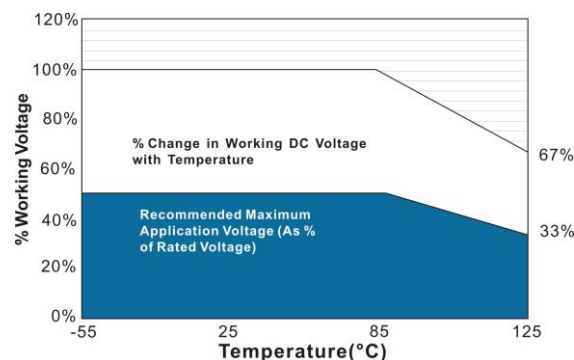 120%
100%
80%
60%
40%
20%
0%
% Working Voltage
% Change in Working DC Voltage
with Temperature
67%
Recommended Maximum
Application Voltage (As %
of Rated Voltage)
33%
-55
25
85
125
Temperature(°C)